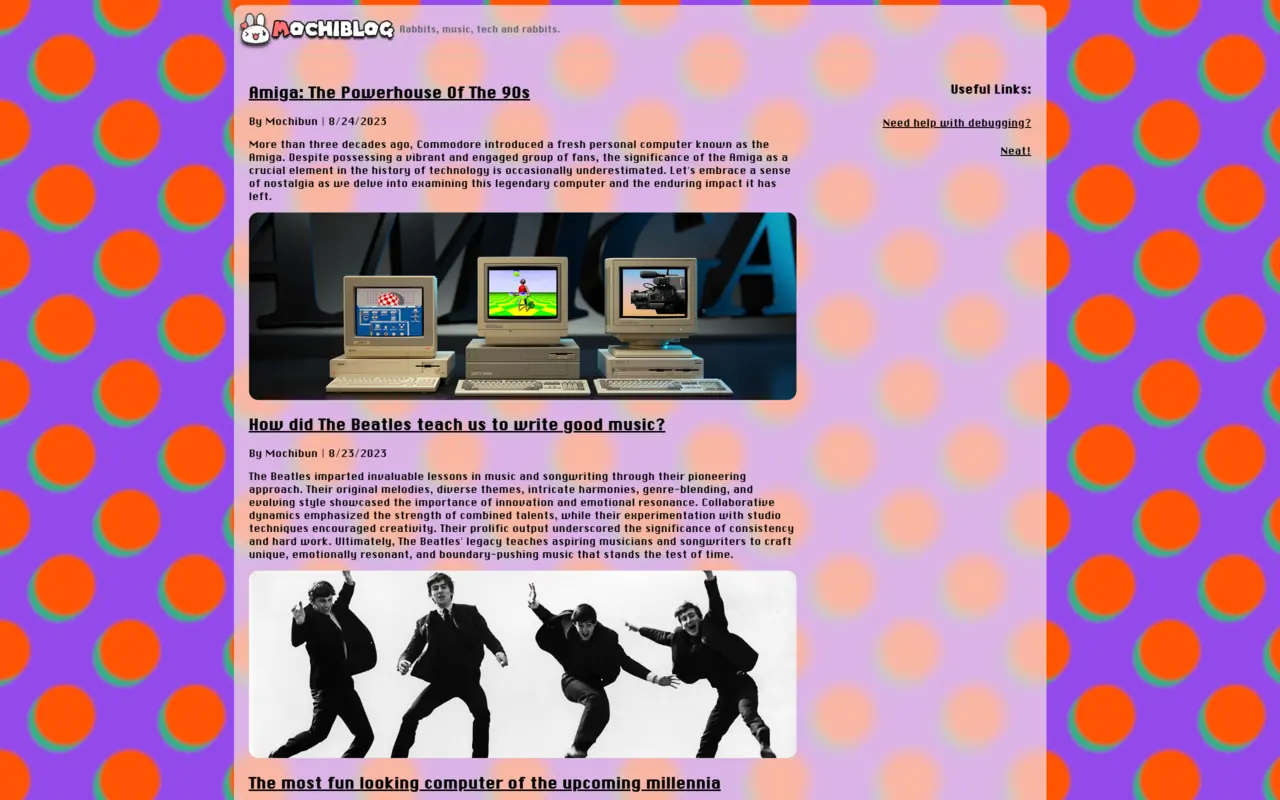 MOCHIBLOG Rabbits, music, tech and rabbits.
Amiga: The Powerhouse Of The 90s
By Mochibun | 8/24/2023
More than three decades ago, Commodore introduced a fresh personal computer known as the
Amiga. Despite possessing a vibrant and engaged group of fans, the significance of the Amiga as a
crucial element in the history of technology is occasionally underestimated. Let's embrace a sense
of nostalgia as we delve into examining this legendary computer and the enduring impact it has
left.
AMIGA
How did The Beatles teach us to write good music?
By Mochibun | 8/23/2023
The Beatles imparted invaluable lessons in music and songwriting through their pioneering
approach. Their original melodies, diverse themes, intricate harmonies, genre-blending, and
evolving style showcased the importance of innovation and emotional resonance. Collaborative
dynamics emphasized the strength of combined talents, while their experimentation with studio
techniques encouraged creativity. Their prolific output underscored the significance of consistency
and hard work. Ultimately, The Beatles' legacy teaches aspiring musicians and songwriters to craft
unique, emotionally resonant, and boundary-pushing music that stands the test of time.
The most fun looking computer of the upcoming millennia
Useful Links:
Need help with debugging?
Neat!